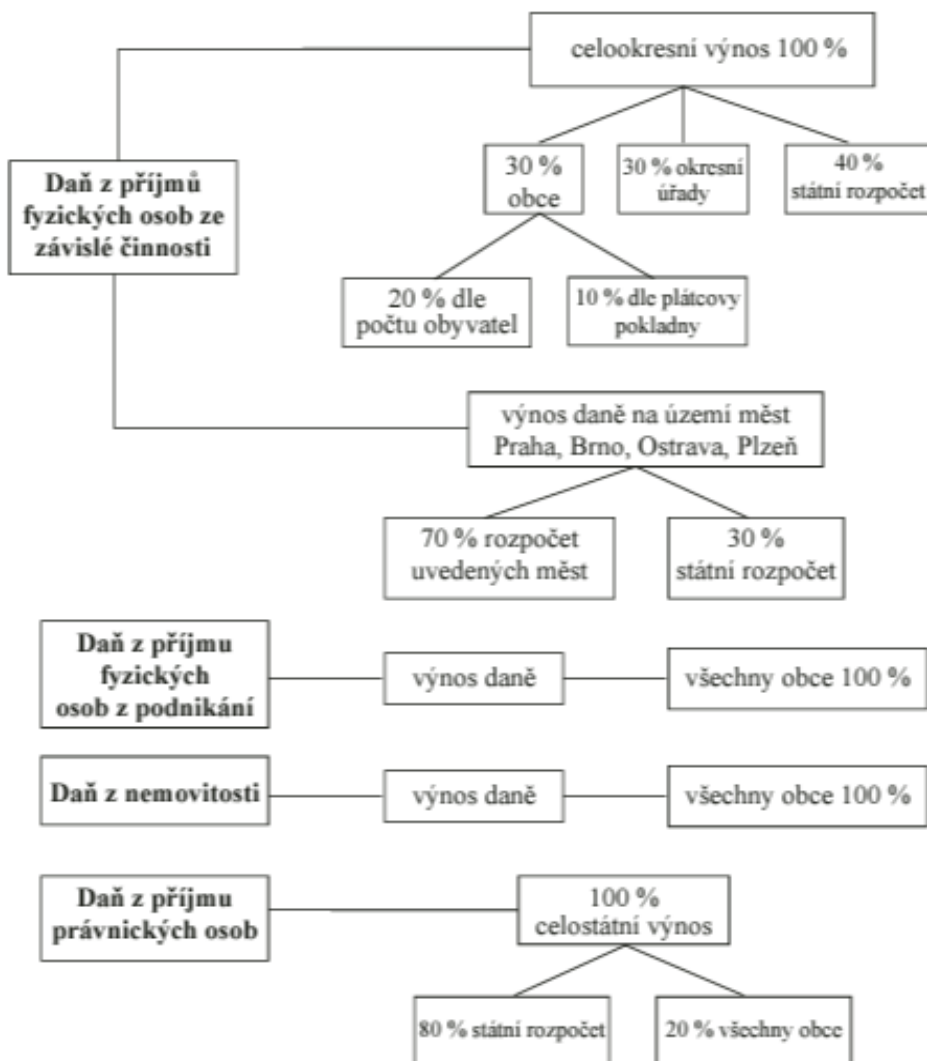 celookresní výnos 100 %
Daň z příjmů
fyzických osob ze
závislé činnosti
30 %
obce
30 % okresní
úřady
40 %
státní rozpočet
20 % dle
počtu obyvatel
10 % dle plátcovy
pokladny
výnos daně na území měst
Praha, Brno, Ostrava, Plzeň
70 % rozpočet
uvedených měst
30 %
státní rozpočet
Daň z příjmu
fyzických
osob z podnikání
výnos daně
všechny obce 100 %
Daň z nemovitosti
výnos daně
všechny obce 100 %
Daň z příjmu
právnických osob
100 %
celostátní výnos
80 % státní rozpočet
20 % všechny obce